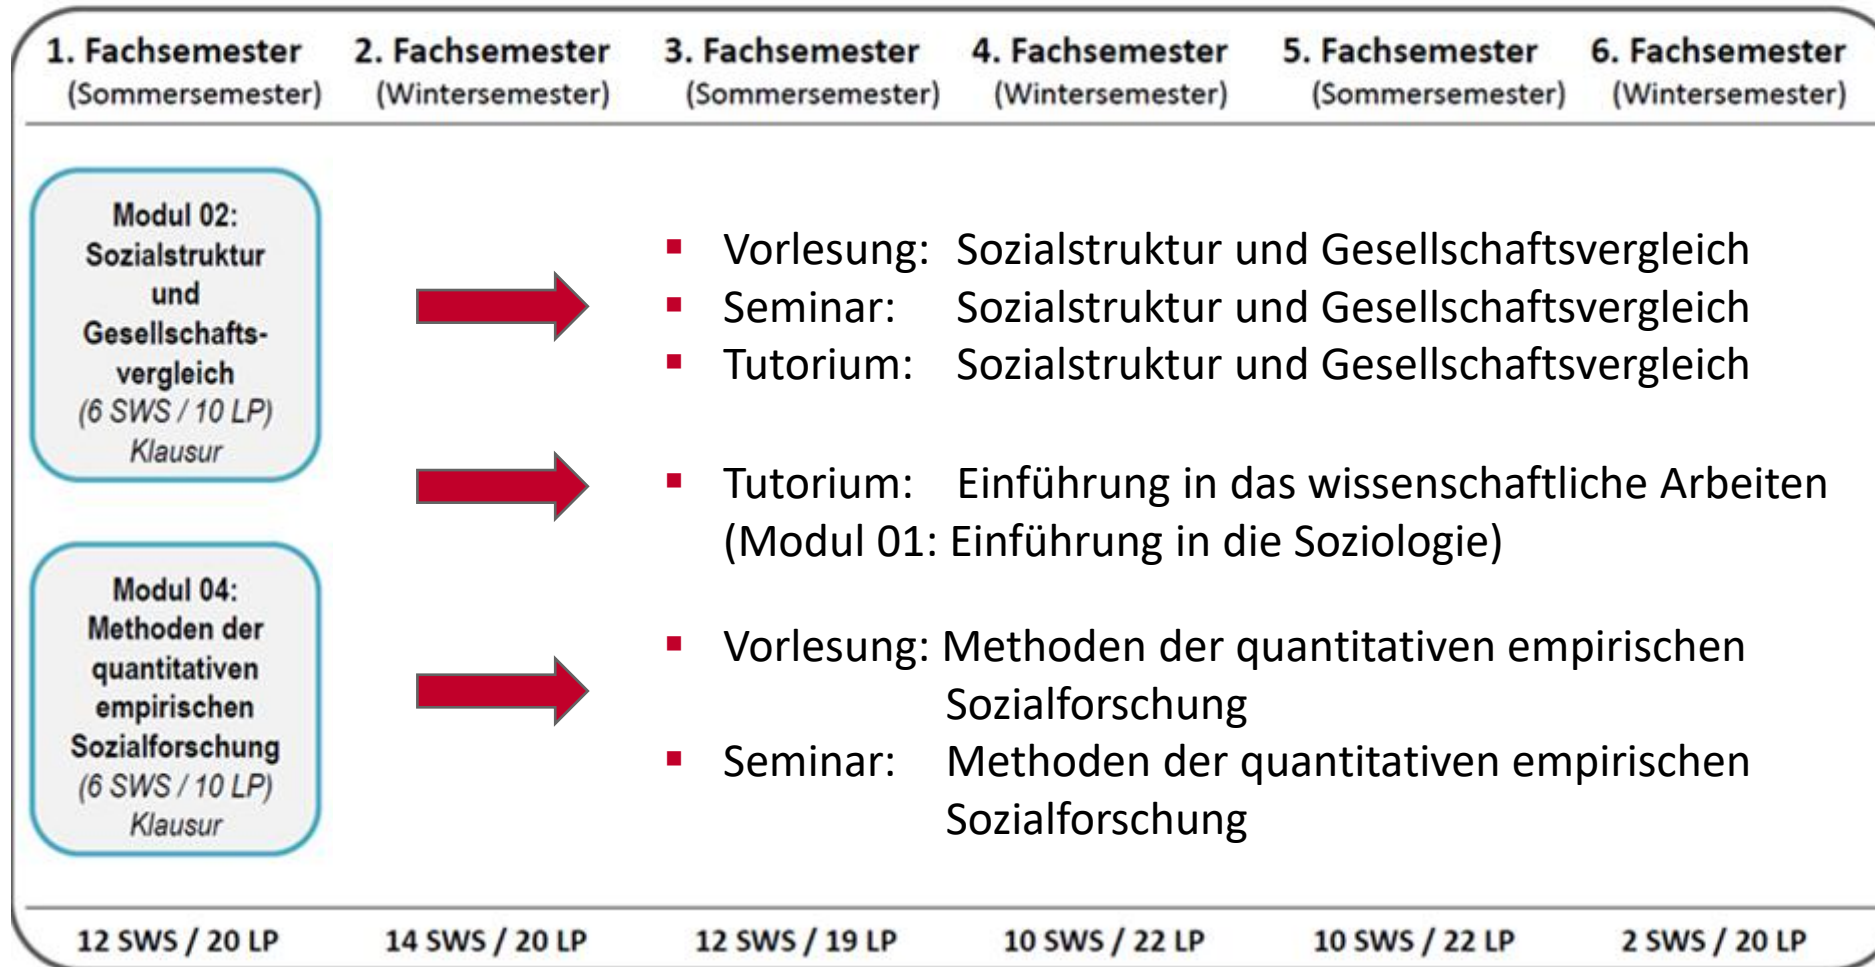 1. Fachsemester
(Sommersemester)
2. Fachsemester
(Wintersemester)
3. Fachsemester
(Sommersemester)
4. Fachsemester
(Wintersemester)
5. Fachsemester
(Sommersemester)
6. Fachsemester
(Wintersemester)
Modul 02:
Sozialstruktur
und
Gesellschafts-
vergleich
(6 SWS / 10 LP)
Klausur
▪ Vorlesung: Sozialstruktur und Gesellschaftsvergleich
▪ Seminar: Sozialstruktur und Gesellschaftsvergleich
▪ Tutorium: Sozialstruktur und Gesellschaftsvergleich
▪ Tutorium: Einführung in das wissenschaftliche Arbeiten
(Modul 01: Einführung in die Soziologie)
Modul 04:
Methoden der
quantitativen
empirischen
Sozialforschung
(6 SWS / 10 LP)
Klausur
▪ Vorlesung: Methoden der quantitativen empirischen
Sozialforschung
▪ Seminar: Methoden der quantitativen empirischen
Sozialforschung
12 SWS / 20 LP
14 SWS / 20 LP
12 SWS / 19 LP
10 SWS / 22 LP
10 SWS / 22 LP
2 SWS / 20 LP